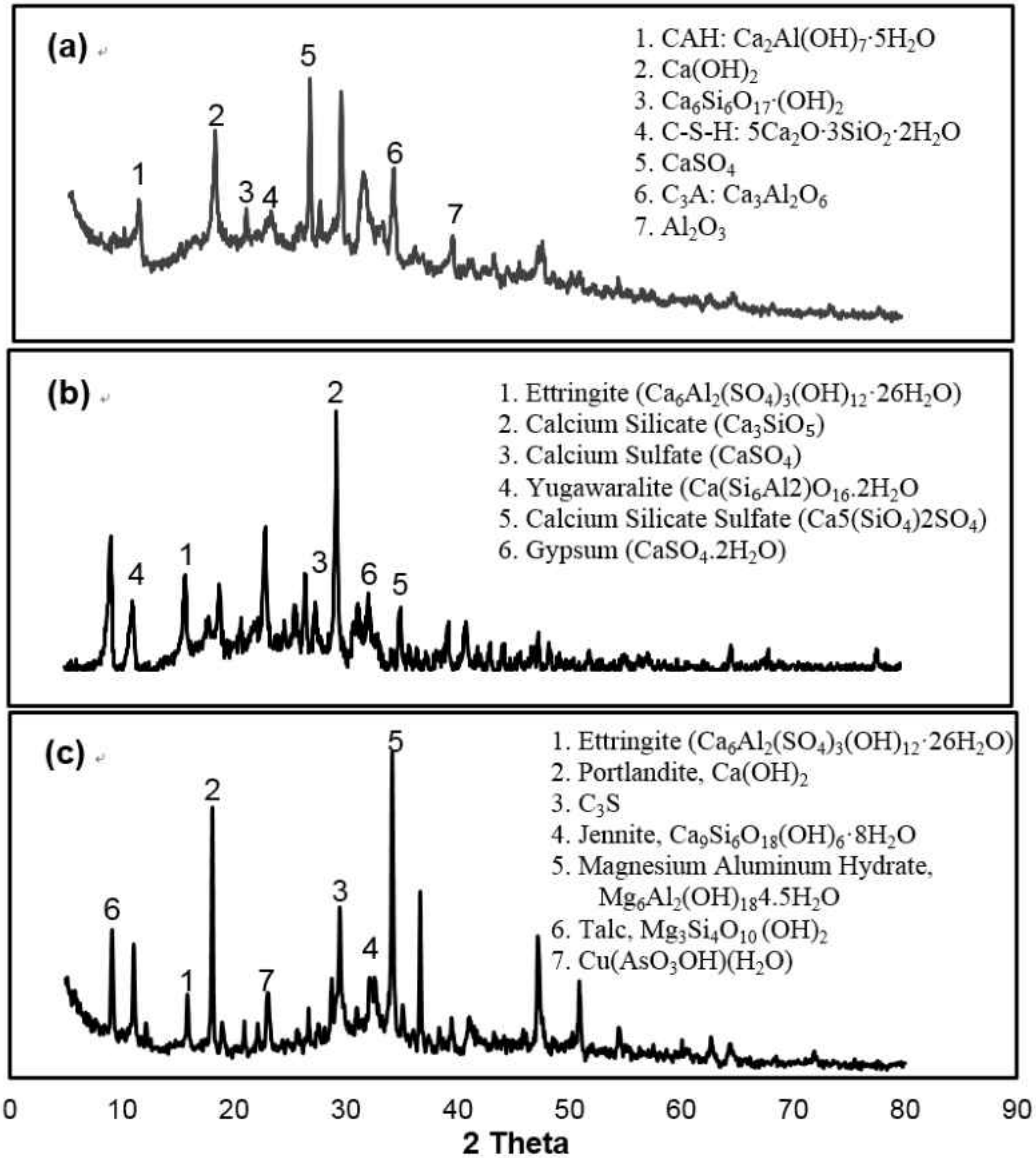 (a)
1. CAH: Ca₂Al(OH)₇·5H₂O
2. Ca(OH)₂
3. Ca₆Si₆O₁₇·(OH)₂
4. C-S-H: 5Ca₂O·3SiO₂·2H₂O
5. CaSO₄
6. C₃A: Ca₃Al₂O₆
7. Al₂O₃
1
2
3
4
5
6
7
(b)
1. Ettringite (Ca₆Al₂(SO₄)₃(OH)₁₂·26H₂O)
2. Calcium Silicate (Ca₃SiO₅)
3. Calcium Sulfate (CaSO₄)
4. Yugawaralite (Ca(Si₆Al2)O₁₆.2H₂O
5. Calcium Silicate Sulfate (Ca5(SiO₄)2SO₄)
6. Gypsum (CaSO₄.2H₂O)
4
1
3
2
6
5
(c)
1. Ettringite (Ca₆Al₂(SO₄)₃(OH)₁₂·26H₂O)
2. Portlandite, Ca(OH)₂
3. C₃S
4. Jennite, Ca₉Si₆O₁₈(OH)₆·8H₂O
5. Magnesium Aluminum Hydrate,
Mg₆Al₂(OH)₁₈4.5H₂O
6. Talc, Mg₃Si₄O₁₀(OH)₂
7. Cu(AsO₃OH)(H₂O)
6
1
2
7
3
4
5
0 10 20 30 40 50 60 70 80 90
2 Theta